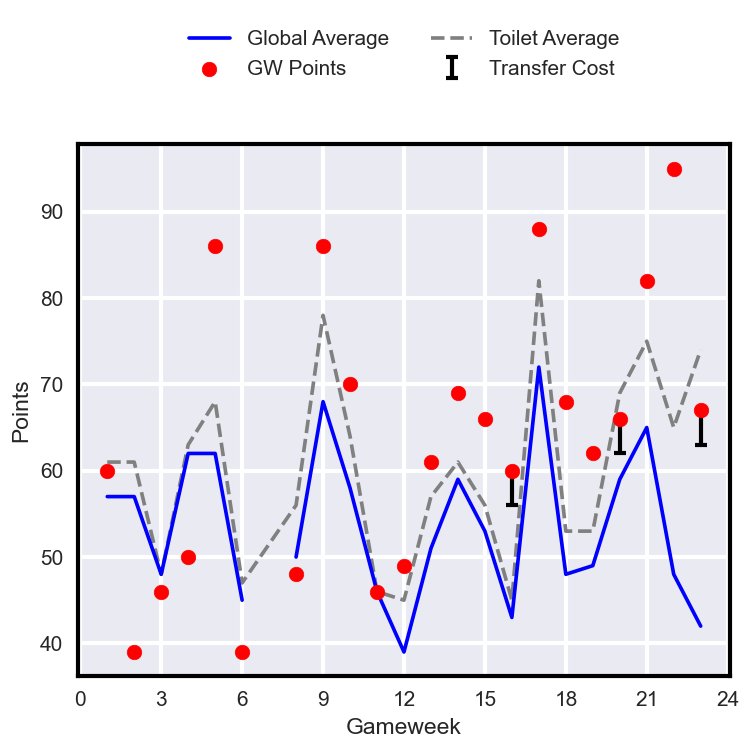 Global Average
Toilet Average
GW Points
Transfer Cost
90
80
70
60
50
40
Points
0 3 6 9 12 15 18 21 24
Gameweek